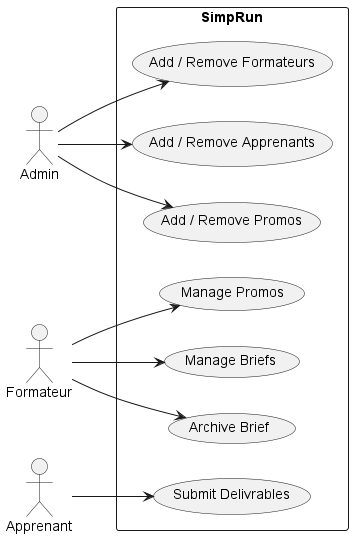 SimpRun
Add / Remove Formateurs
Add / Remove Apprenants
Admin
Add / Remove Promos
Manage Promos
Manage Briefs
Formateur
Archive Brief
Submit Delivrables
Apprenant